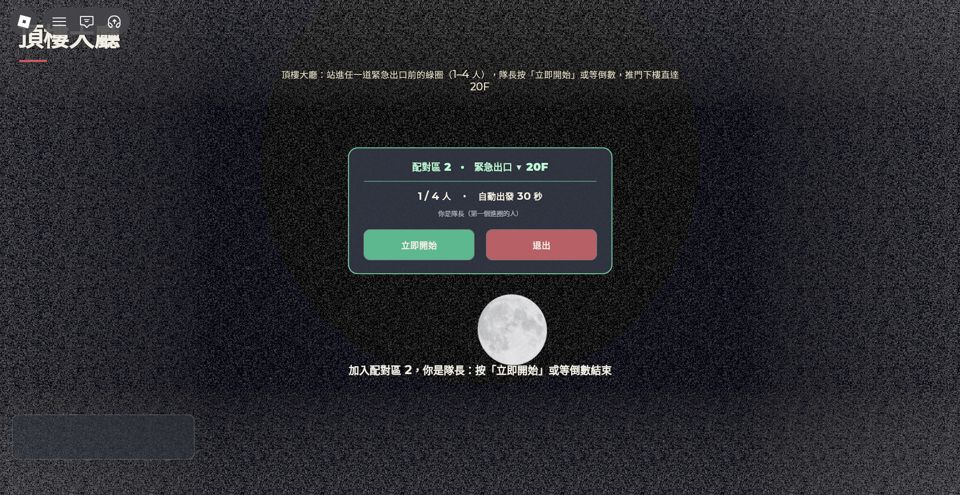 頂樓大廳
頂樓大廳：站進任一道緊急出口前的綠圈（1–4 人），隊長按「立即開始」或等倒數，推門下樓直達
20F
配對區 2 • 緊急出口 ▼ 20F
1 / 4 人 • 自動出發 30 秒
你是隊長（第一個進圈的人）
立即開始
退出
加入配對區 2，你是隊長：按「立即開始」或等倒數結束